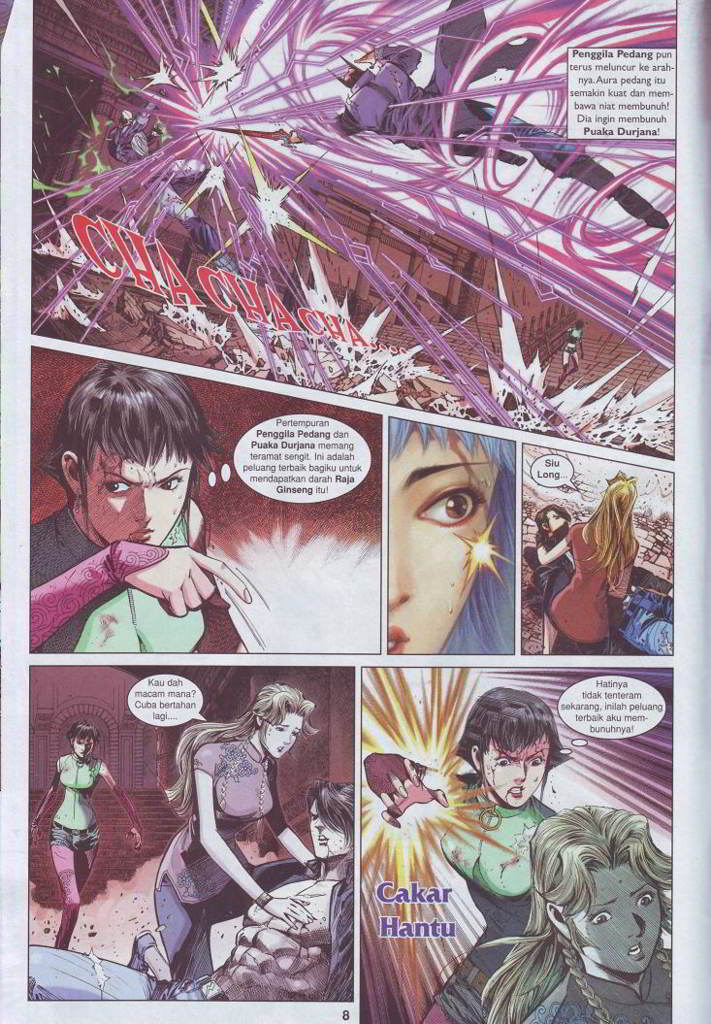 Penggila Pedang pun
terus meluncur ke arah-
nya. Aura pedang itu
semakin kuat dan mem-
bawa niat membunuh!
Dia ingin membunuh
Puaka Durjana!
CHA CHA CHA CHA...
Pertempuran
Penggila Pedang dan
Puaka Durjana memang
teramat sengit. Ini adalah
peluang terbaik bagiku untuk
mendapatkan darah Raja
Ginseng itu!
Siu
Long...
Kau dah
macam mana?
Cuba bertahan
lagi....
Hatinya
tidak tenteram
sekarang, inilah peluang
terbaik aku mem-
bunuhnya!
Cakar
Hantu
8